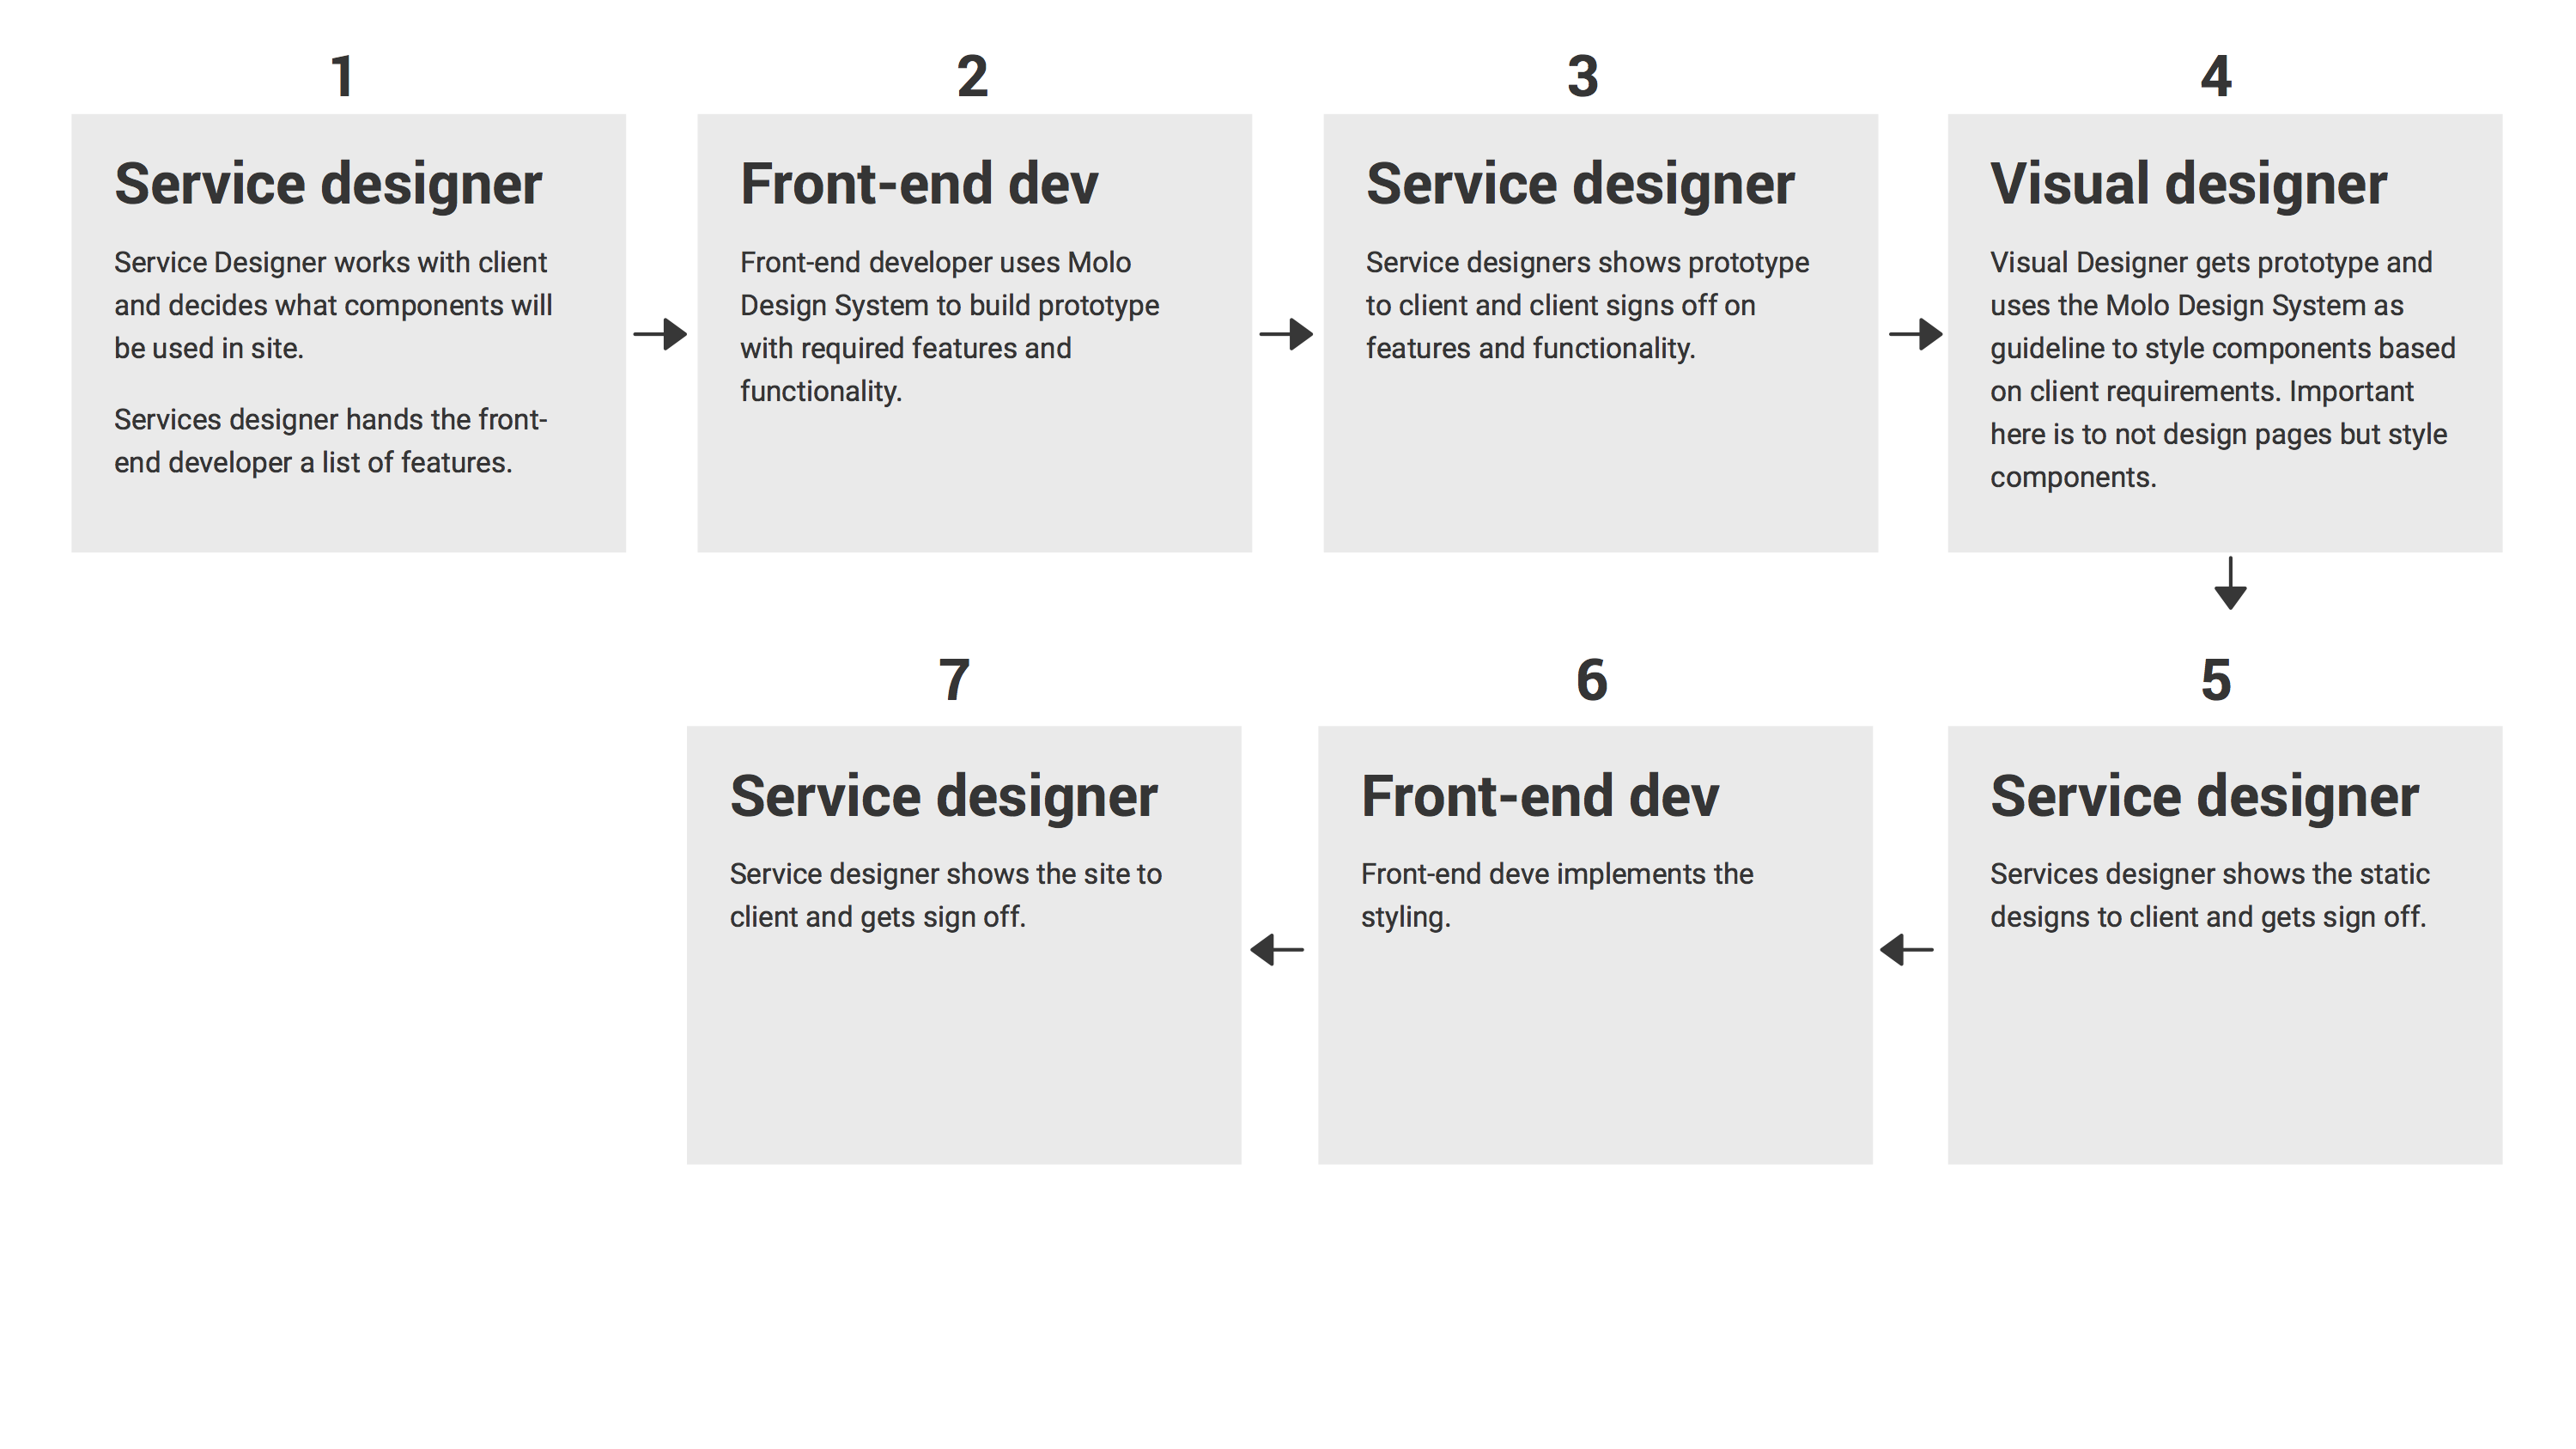 1
Service designer
Service Designer works with client
and decides what components will
be used in site.
Services designer hands the front-
end developer a list of features.
2
Front-end dev
Front-end developer uses Molo
Design System to build prototype
with required features and
functionality.
3
Service designer
Service designers shows prototype
to client and client signs off on
features and functionality.
4
Visual designer
Visual Designer gets prototype and
uses the Molo Design System as
guideline to style components based
on client requirements. Important
here is to not design pages but style
components.
5
Service designer
Services designer shows the static
designs to client and gets sign off.
6
Front-end dev
Front-end deve implements the
styling.
7
Service designer
Service designer shows the site to
client and gets sign off.